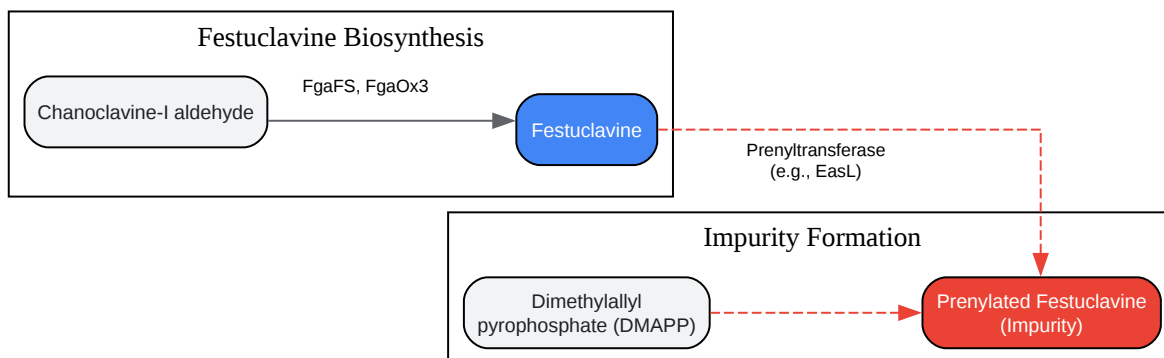 Festuclavine Biosynthesis
FgaFS, FgaOx3
Chanoclavine-I aldehyde
Festuclavine
Prenyltransferase
(e.g., EasL)
Impurity Formation
Dimethylallyl
pyrophosphate (DMAPP)
Prenylated Festuclavine
(Impurity)